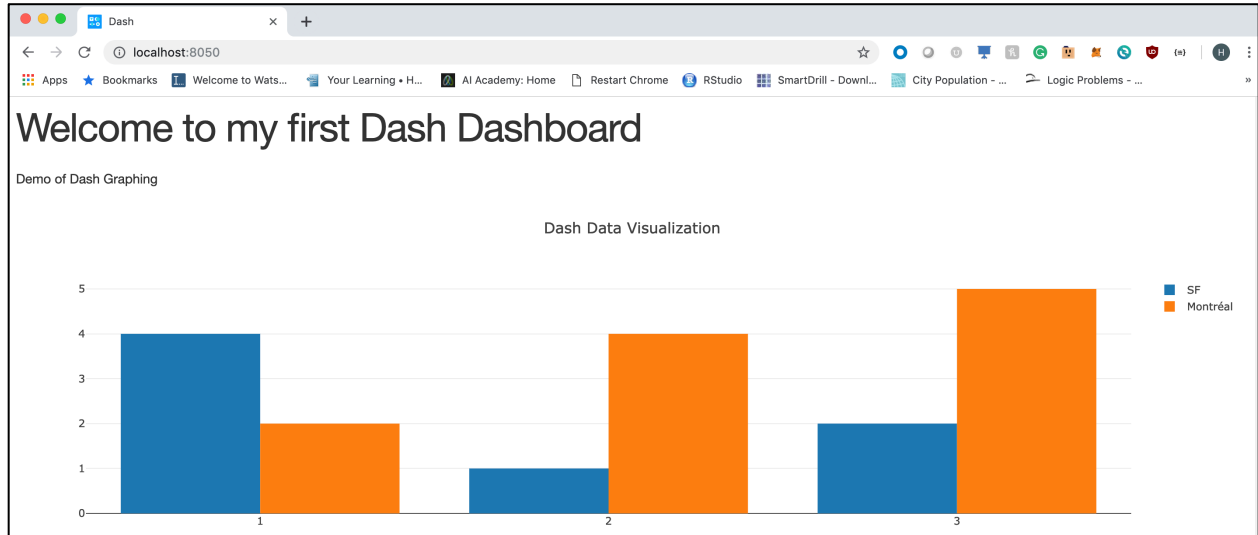 Dash
localhost:8050
H
Apps Bookmarks Welcome to Wats... Your Learning • H... AI Academy: Home Restart Chrome RStudio SmartDrill - Downl... City Population - ... Logic Problems - ... »
Welcome to my first Dash Dashboard
Demo of Dash Graphing
Dash Data Visualization
5
4
3
2
1
0
1 2 3
SF
Montréal